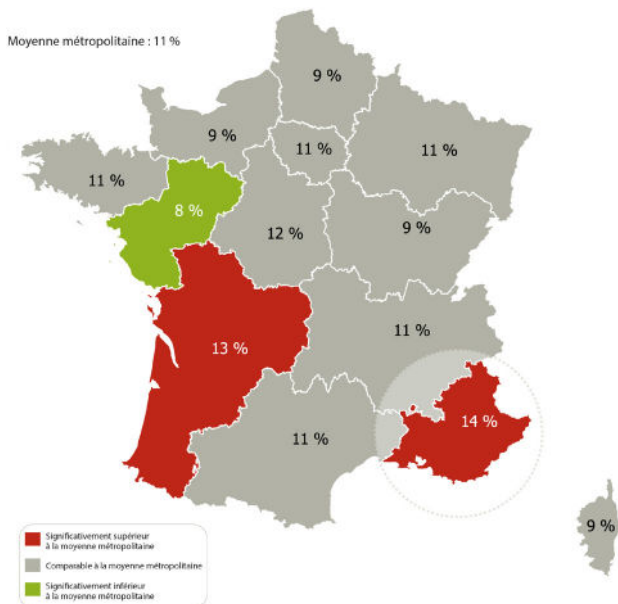 Moyenne métropolitaine : 11 %
9 %
9 %
11 %
11 %
11 %
8 %
12 %
9 %
13 %
11 %
11 %
14 %
9 %
Significativement supérieur
à la moyenne métropolitaine
Comparable à la moyenne métropolitaine
Significativement inférieur
à la moyenne métropolitaine